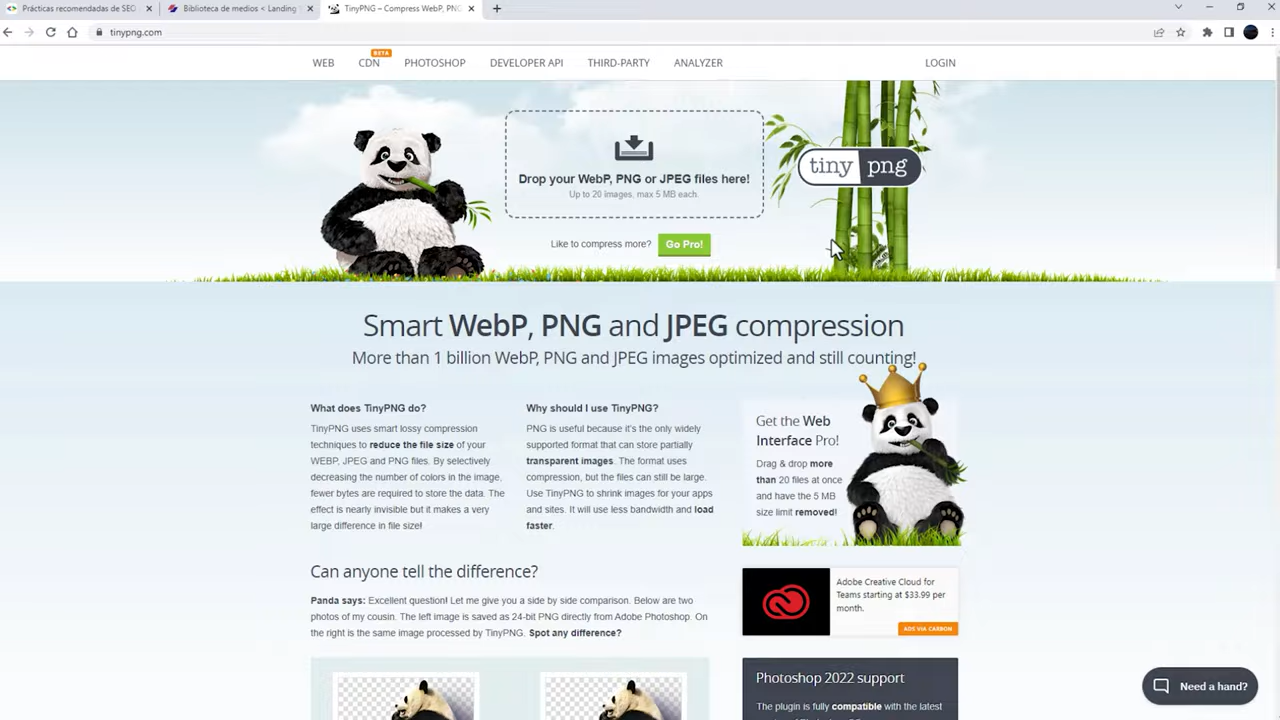 Prácticas recomendadas de SEO
Biblioteca de medios < Landing
TinyPNG – Compress WebP, PNG
tinypng.com
WEB
BETA
CDN
PHOTOSHOP
DEVELOPER API
THIRD-PARTY
ANALYZER
LOGIN
Drop your WebP, PNG or JPEG files here!
Up to 20 images, max 5 MB each.
tiny png
Like to compress more?
Go Pro!
Smart WebP, PNG and JPEG compression
More than 1 billion WebP, PNG and JPEG images optimized and still counting!
What does TinyPNG do?
TinyPNG uses smart lossy compression
techniques to reduce the file size of your
WEBP, JPEG and PNG files. By selectively
decreasing the number of colors in the image,
fewer bytes are required to store the data. The
effect is nearly invisible but it makes a very
large difference in file size!
Why should I use TinyPNG?
PNG is useful because it's the only widely
supported format that can store partially
transparent images. The format uses
compression, but the files can still be large.
Use TinyPNG to shrink images for your apps
and sites. It will use less bandwidth and load
faster.
Get the Web
Interface Pro!
Drag & drop more
than 20 files at once
and have the 5 MB
size limit removed!
Can anyone tell the difference?
Panda says: Excellent question! Let me give you a side by side comparison. Below are two
photos of my cousin. The left image is saved as 24-bit PNG directly from Adobe Photoshop. On
the right is the same image processed by TinyPNG. Spot any difference?
Adobe Creative Cloud for
Teams starting at $33.99 per
month.
ADS VIA CARBON
Photoshop 2022 support
The plugin is fully compatible with the latest
Need a hand?